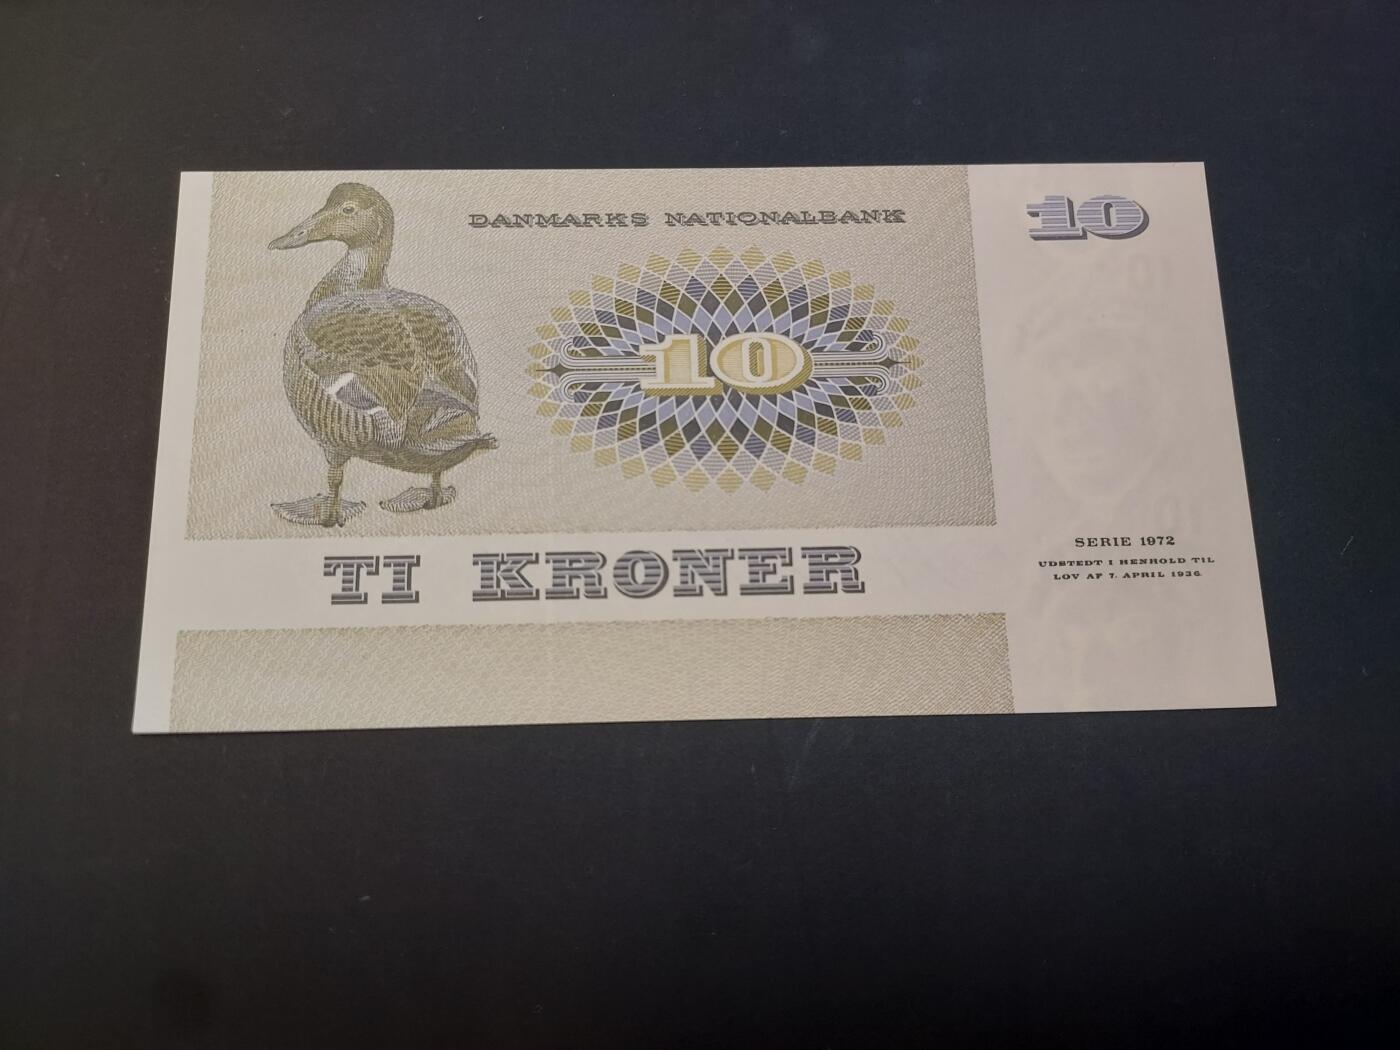 DANMARKS NATIONALBANK
10
10
TI KRONER
SERIE 1972
UDSTEDT I HENHOLD TIL
LOV AF 7. APRIL 1936